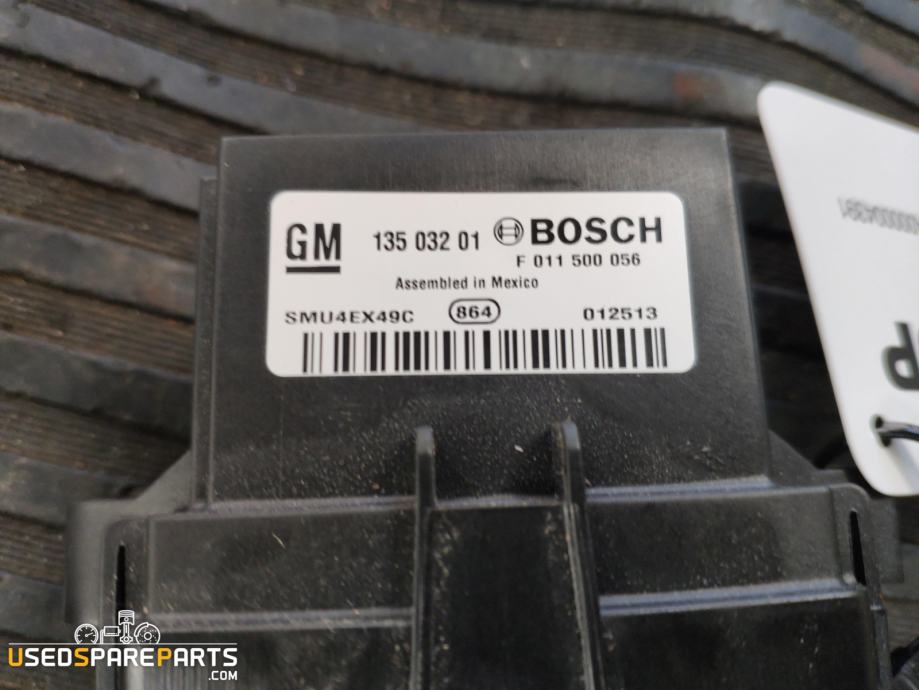 GM 135 032 01 BOSCH
F 011 500 056
Assembled in Mexico
SMU4EX49C 864 012513
USEDSPAREPARTS
.COM